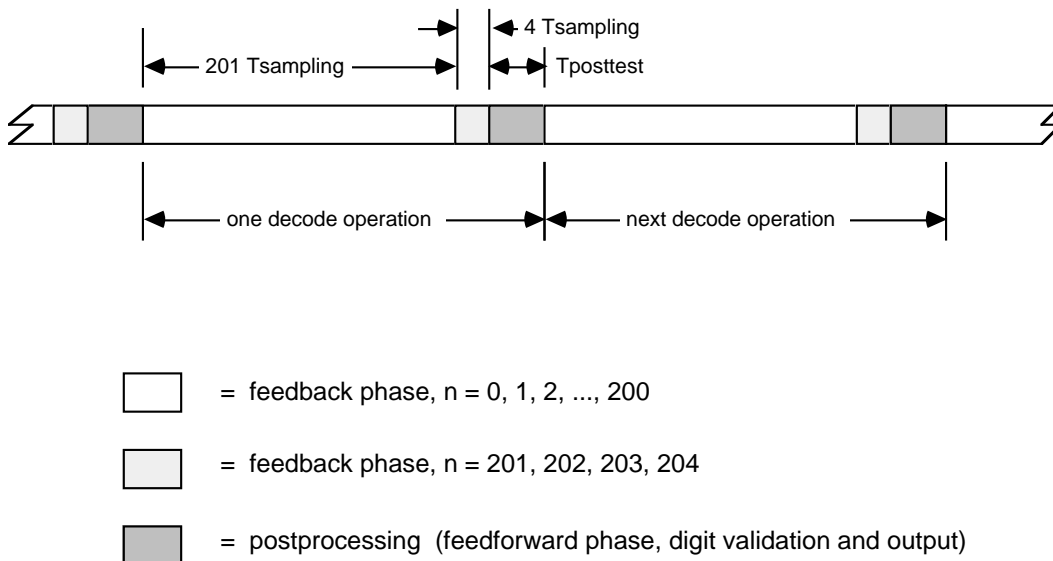 4 Tsampling
201 Tsampling
Tposttest
one decode operation
next decode operation
= feedback phase, n = 0, 1, 2, ..., 200
= feedback phase, n = 201, 202, 203, 204
= postprocessing (feedforward phase, digit validation and output)